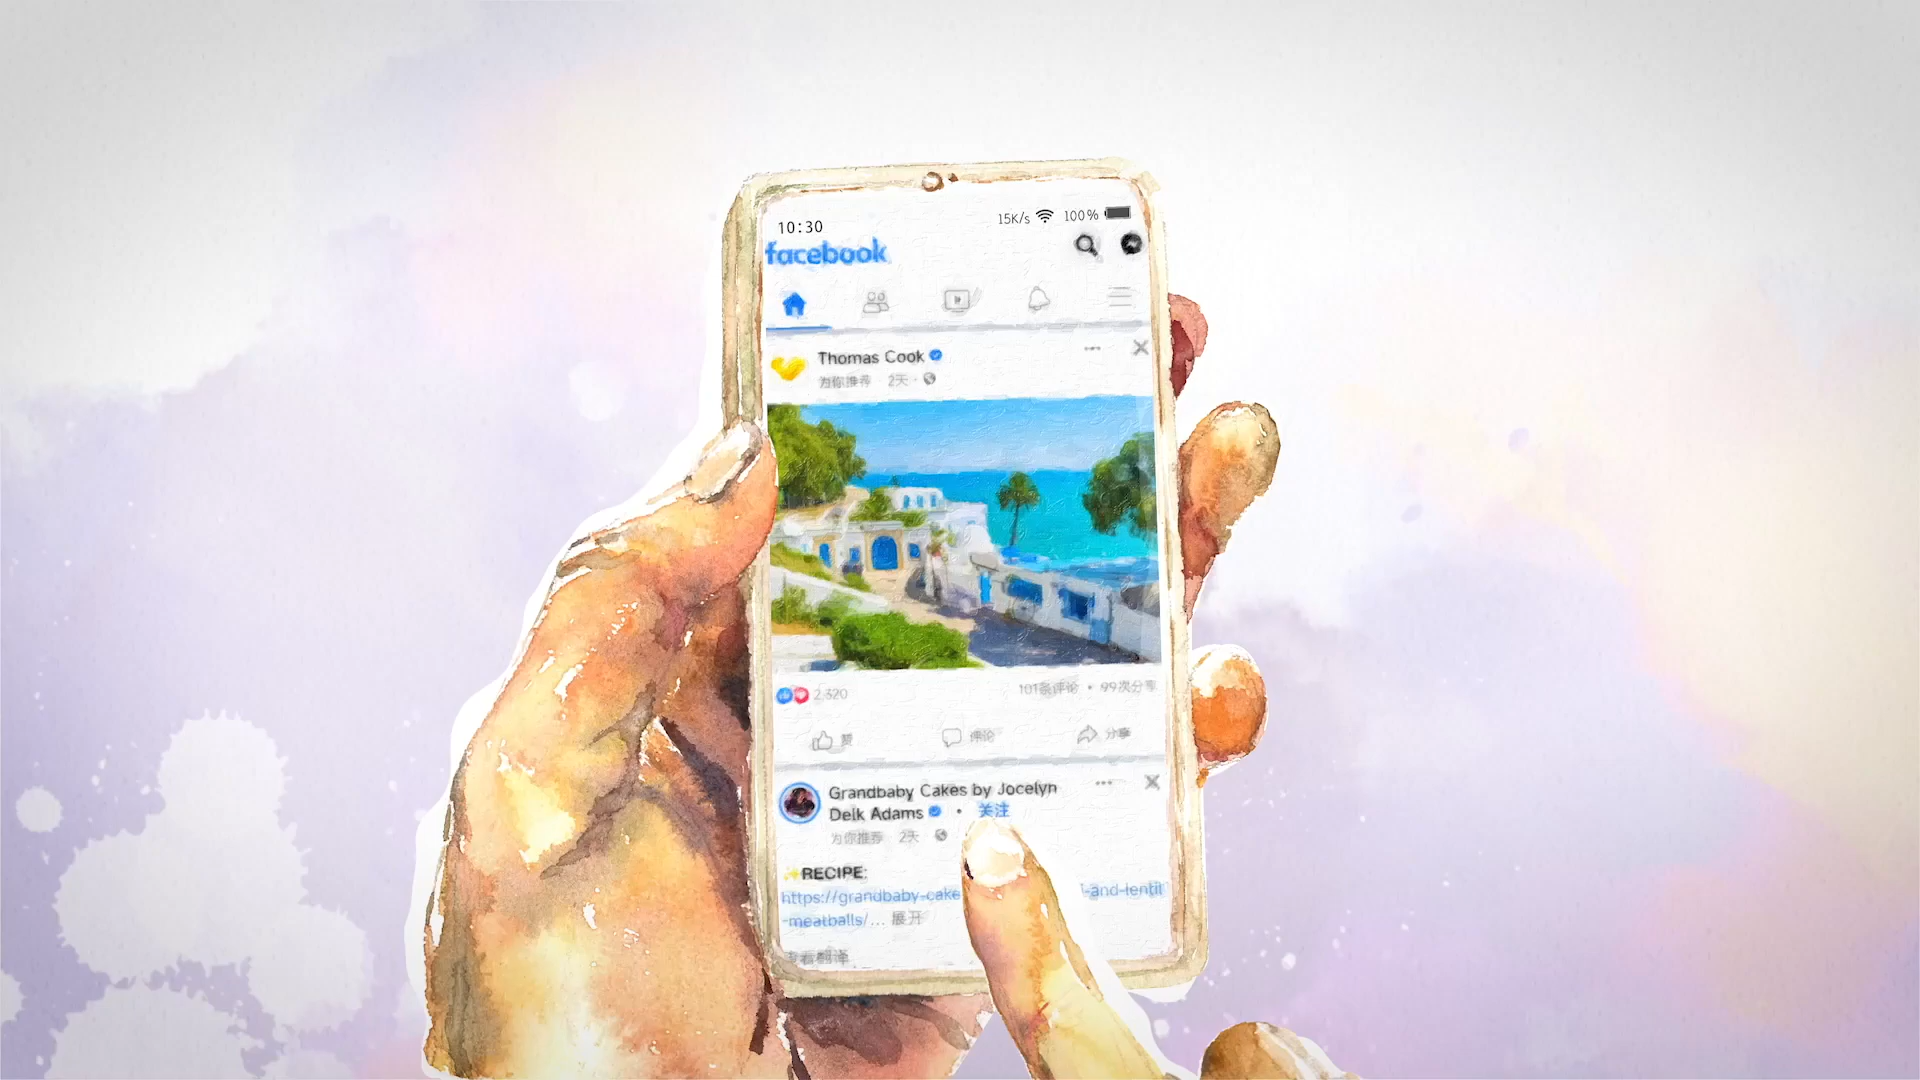 10:30
15K/s 100%
facebook
Thomas Cook
为你推荐 2天 ·
2,320 101条评论 • 99次分享
赞 评论 分享
Grandbaby Cakes by Jocelyn
Delk Adams • 关注
为你推荐 2天
✨RECIPE:
https://grandbaby-cake l-and-lentil
-meatballs/... 展开
查看翻译